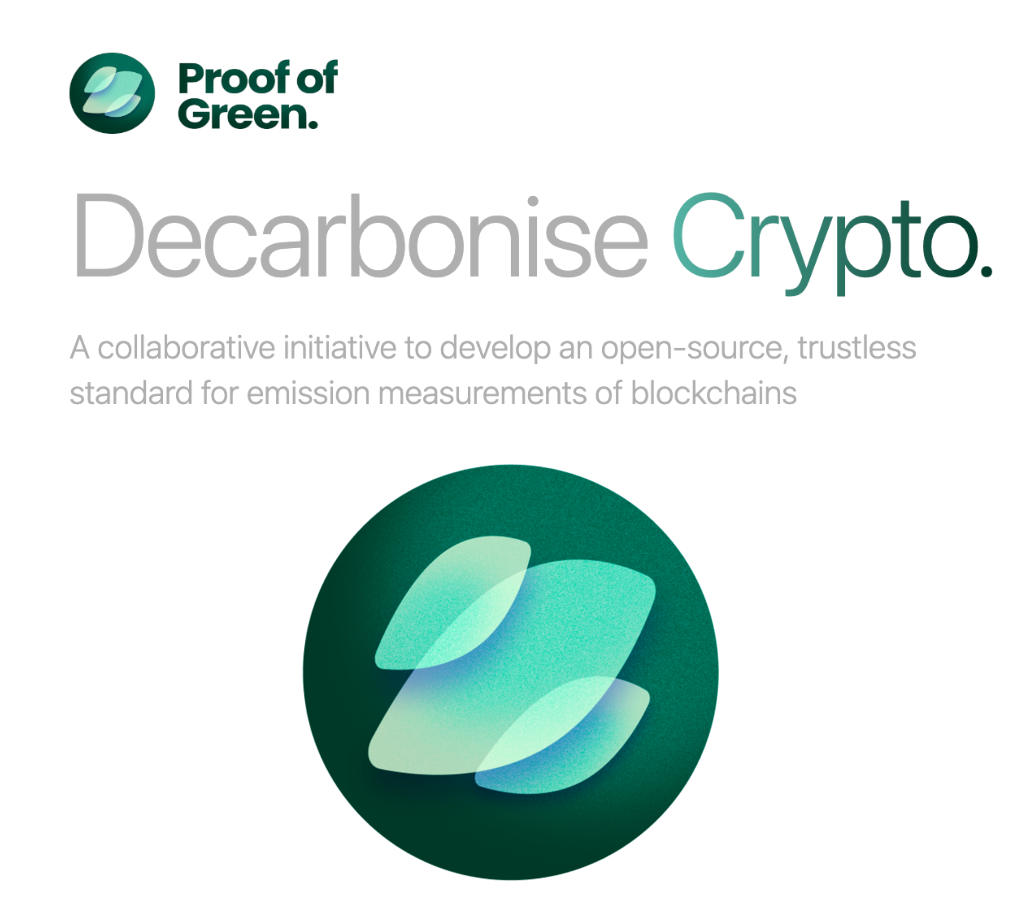 Proof of
Green.
Decarbonise Crypto.
A collaborative initiative to develop an open-source, trustless
standard for emission measurements of blockchains